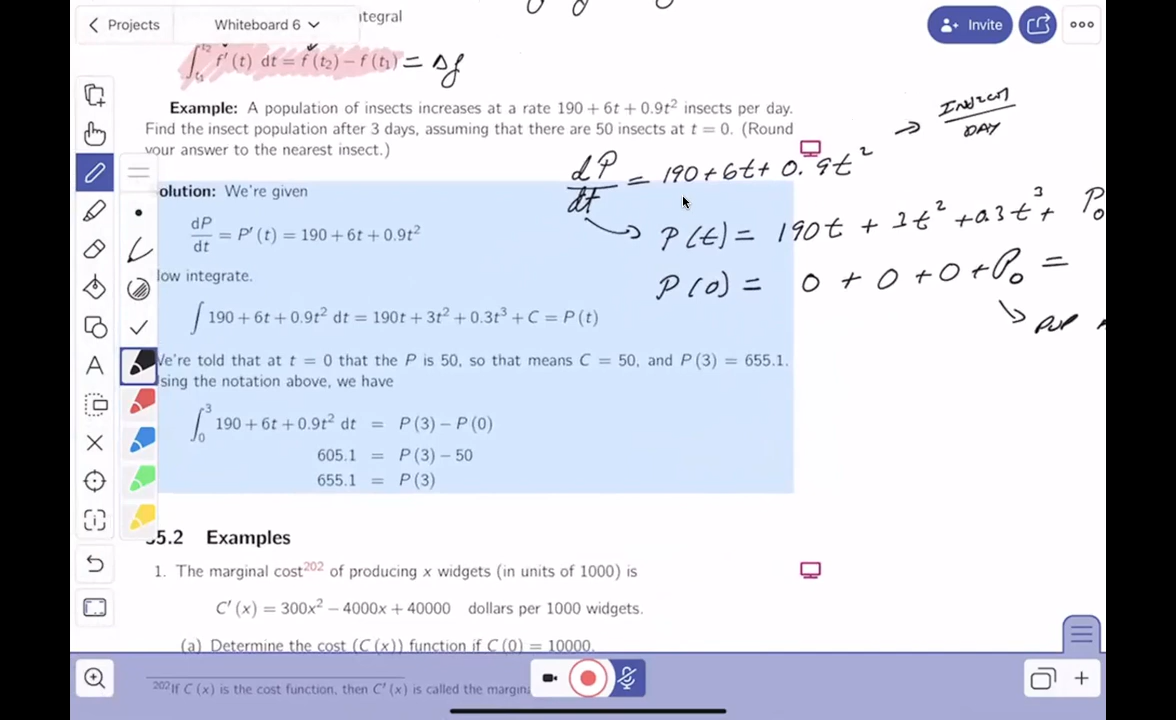 Projects
Whiteboard 6
ntegral
Invite
∫ f′(t) dt = f(t₂) − f(t₁) = Δf
Example: A population of insects increases at a rate 190 + 6t + 0.9t² insects per day.
Find the insect population after 3 days, assuming that there are 50 insects at t = 0. (Round
your answer to the nearest insect.)
DAY
dP/dt = 190 + 6t + 0.9t²
P(t) = 190t + 3t² + 0.3t³ + P₀
P(0) = 0 + 0 + 0 + P₀ =
olution: We're given
dP/dt = P′(t) = 190 + 6t + 0.9t²
low integrate.
∫ 190 + 6t + 0.9t² dt = 190t + 3t² + 0.3t³ + C = P(t)
We're told that at t = 0 that the P is 50, so that means C = 50, and P(3) = 655.1.
sing the notation above, we have
∫₀³ 190 + 6t + 0.9t² dt = P(3) − P(0)
605.1 = P(3) − 50
655.1 = P(3)
35.2 Examples
1. The marginal cost²⁰² of producing x widgets (in units of 1000) is
C′(x) = 300x² − 4000x + 40000 dollars per 1000 widgets.
(a) Determine the cost (C(x)) function if C(0) = 10000.
²⁰²If C(x) is the cost function, then C′(x) is called the margin